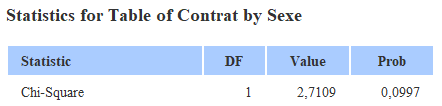 Statistics for Table of Contrat by Sexe
Statistic DF Value Prob
Chi-Square 1 2,7109 0,0997